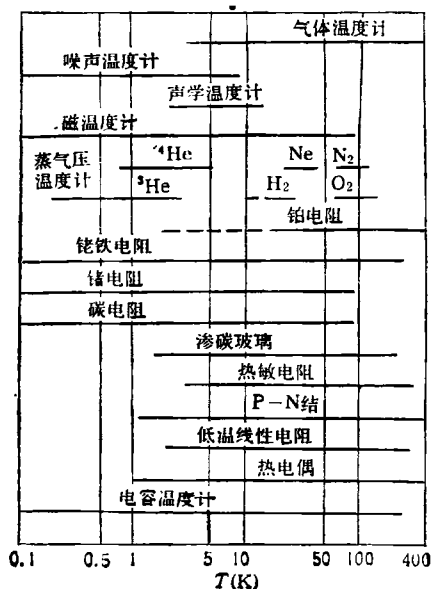 气体温度计
噪声温度计
声学温度计
磁温度计
蒸气压
温度计
⁴He
Ne
N₂
³He
H₂
O₂
铂电阻
铑铁电阻
锗电阻
碳电阻
渗碳玻璃
热敏电阻
P-N结
低温线性电阻
热电偶
电容温度计
0.1 0.5 1 5 10 50 100 400
T(K)